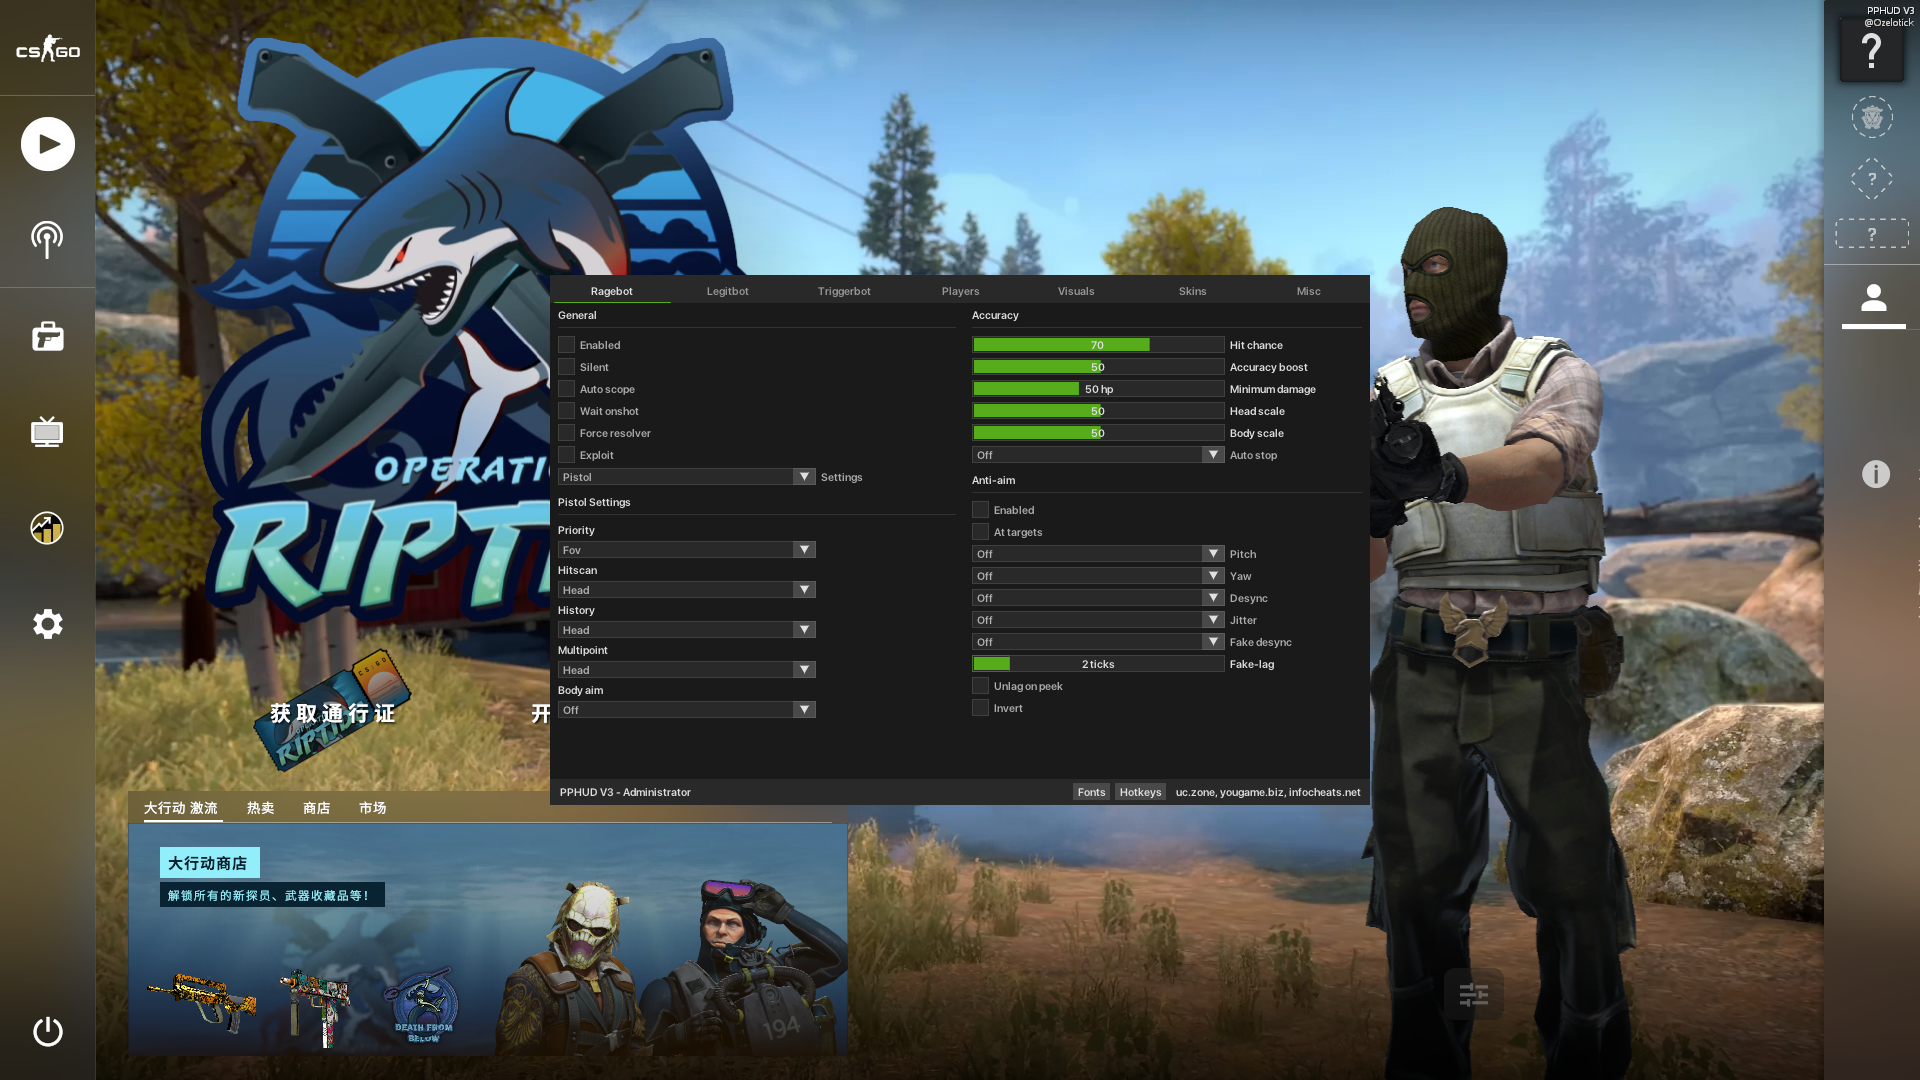 CS GO
PPHUD V3
@Ozelotick
?
?
?
OPERATI
RIPTI
CS:GO
RIPTIDE
获取通行证
开
Ragebot
Legitbot
Triggerbot
Players
Visuals
Skins
Misc
General
Enabled
Silent
Auto scope
Wait onshot
Force resolver
Exploit
Pistol
Settings
Pistol Settings
Priority
Fov
Hitscan
Head
History
Head
Multipoint
Head
Body aim
Off
Accuracy
70 Hit chance
50 Accuracy boost
50 hp Minimum damage
50 Head scale
50 Body scale
Off Auto stop
Anti-aim
Enabled
At targets
Off Pitch
Off Yaw
Off Desync
Off Jitter
Off Fake desync
2 ticks Fake-lag
Unlag on peek
Invert
PPHUD V3 - Administrator
Fonts
Hotkeys
uc.zone, yougame.biz, infocheats.net
大行动 激流
热卖
商店
市场
大行动商店
解锁所有的新探员、武器收藏品等！
DEATH FROM
BELOW
194